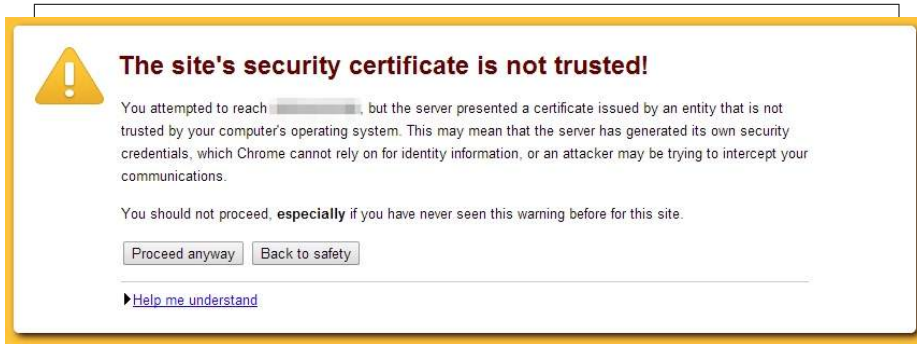 The site's security certificate is not trusted!
You attempted to reach , but the server presented a certificate issued by an entity that is not
trusted by your computer's operating system. This may mean that the server has generated its own security
credentials, which Chrome cannot rely on for identity information, or an attacker may be trying to intercept your
communications.
You should not proceed, especially if you have never seen this warning before for this site.
Proceed anyway Back to safety
Help me understand